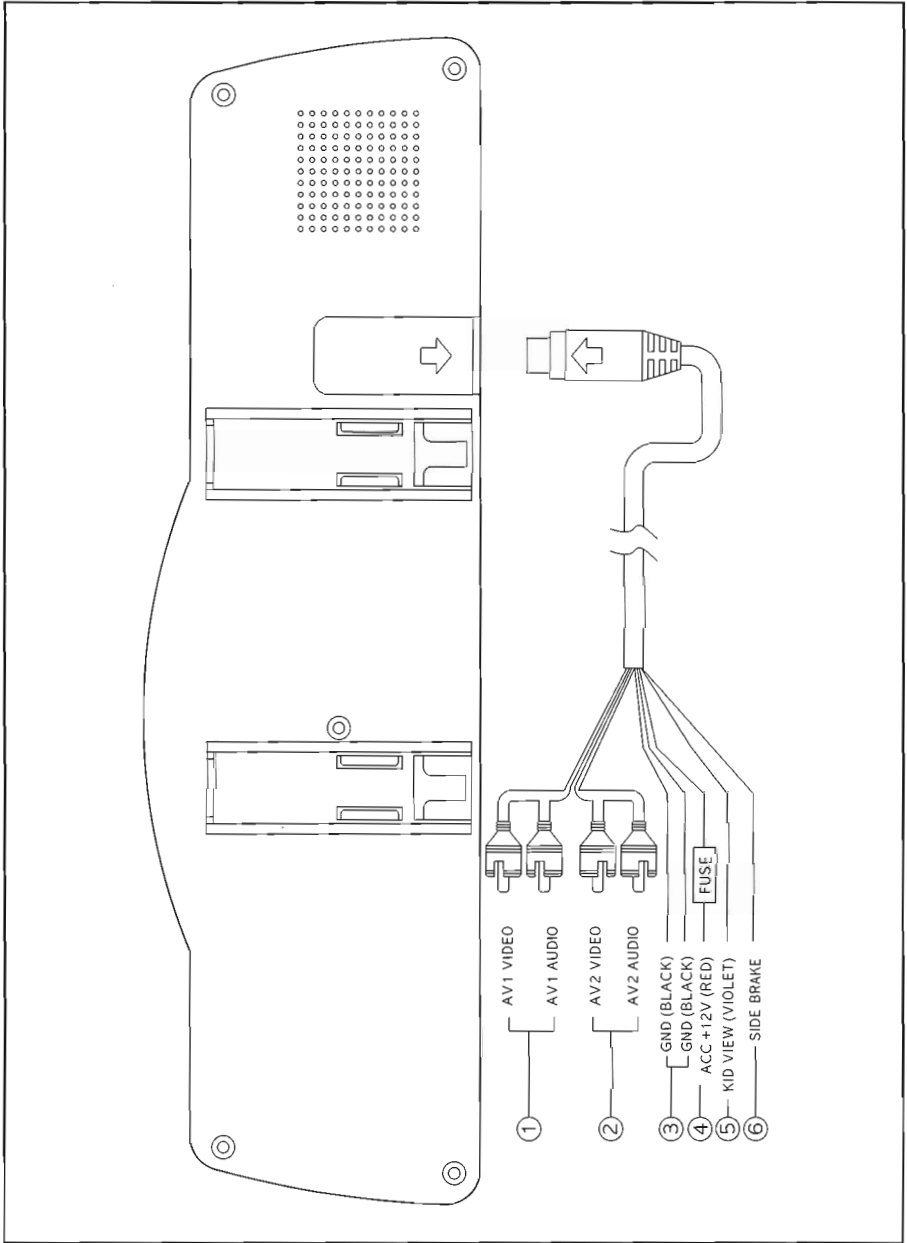 ① AV1 VIDEO
AV1 AUDIO
② AV2 VIDEO
AV2 AUDIO
③ GND (BLACK)
GND (BLACK)
④ ACC +12V (RED) FUSE
⑤ KID VIEW (VIOLET)
⑥ SIDE BRAKE